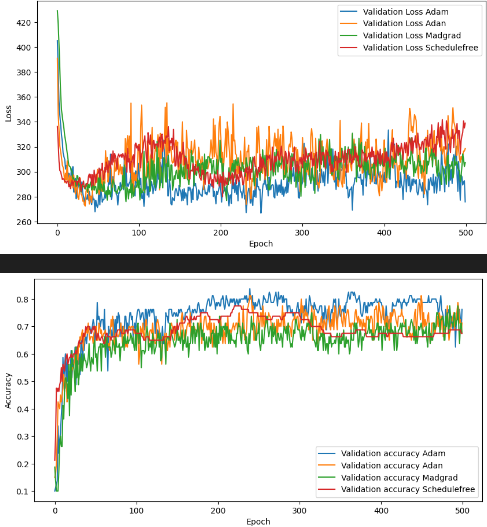 Validation Loss Adam
Validation Loss Adan
Validation Loss Madgrad
Validation Loss Schedulefree
420
400
380
360
340
320
300
280
260
Loss
0
100
200
300
400
500
Epoch
0.8
0.7
0.6
0.5
0.4
0.3
0.2
0.1
Accuracy
Validation accuracy Adam
Validation accuracy Adan
Validation accuracy Madgrad
Validation accuracy Schedulefree
0
100
200
300
400
500
Epoch